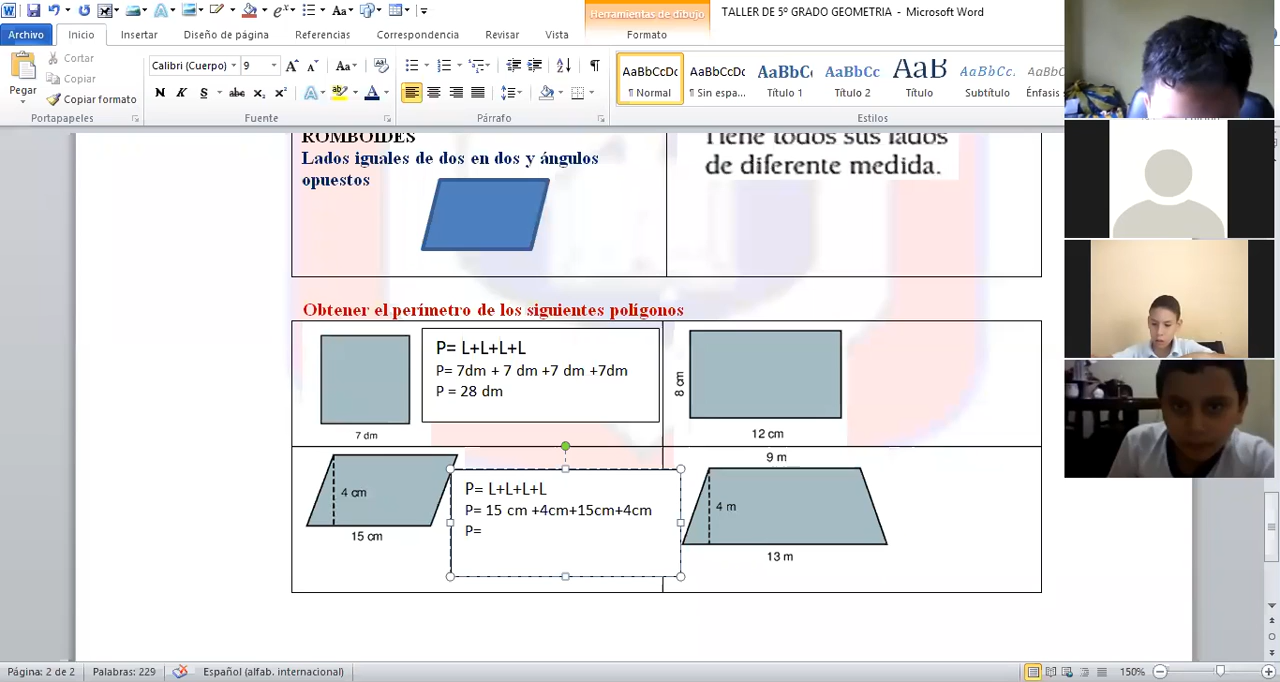 Herramientas de dibujo
TALLER DE 5º GRADO GEOMETRIA - Microsoft Word
Archivo
Inicio
Insertar
Diseño de página
Referencias
Correspondencia
Revisar
Vista
Formato
Pegar
Cortar
Copiar
Copiar formato
Calibri (Cuerpo)
9
AaBbCcDc
AaBbCcDc
AaBbC
AaBbCc
AaB
AaBbCc.
¶ Normal
¶ Sin espa...
Título 1
Título 2
Título
Subtítulo
Énfasis
Portapapeles
Fuente
Párrafo
Estilos
ROMBOIDES
Lados iguales de dos en dos y ángulos
opuestos
Tiene todos sus lados
de diferente medida.
Obtener el perímetro de los siguientes polígonos
7 dm
P= L+L+L+L
P= 7dm + 7 dm +7 dm +7dm
P = 28 dm
8 cm
12 cm
4 cm
15 cm
P= L+L+L+L
P= 15 cm +4cm+15cm+4cm
P=
9 m
4 m
13 m
Página: 2 de 2
Palabras: 229
Español (alfab. internacional)
150%